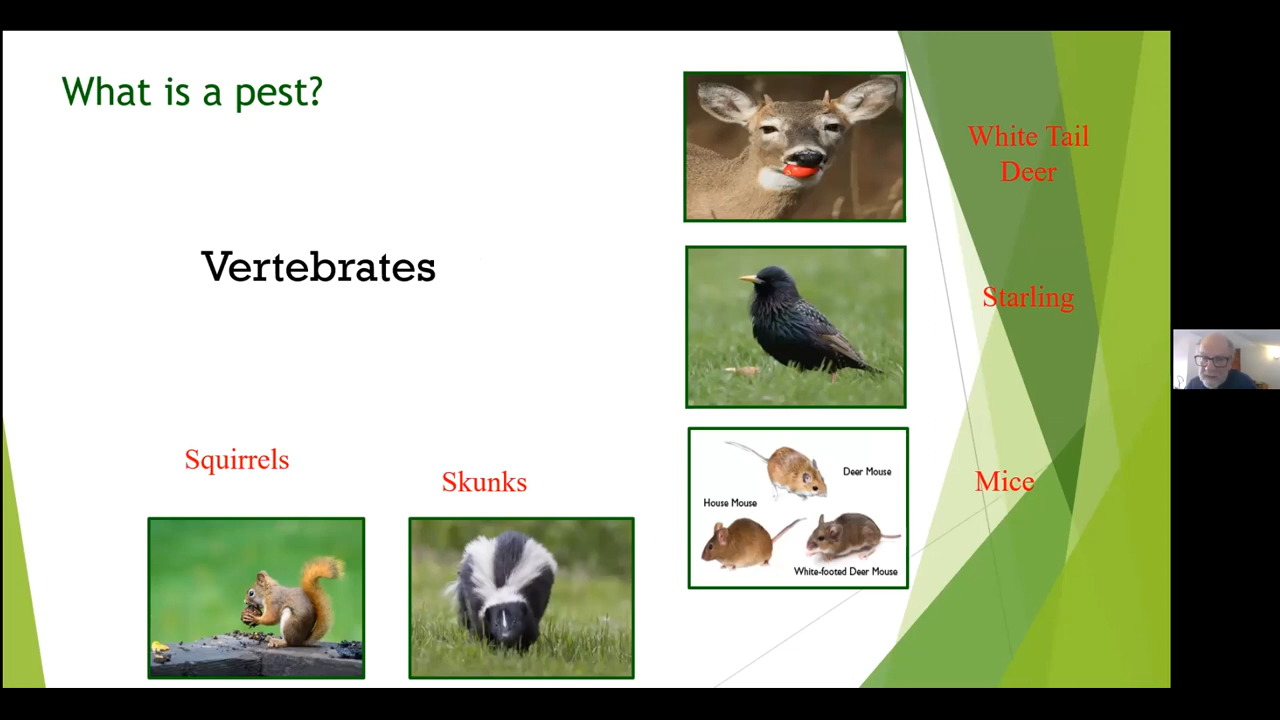 What is a pest?
White Tail
Deer
Vertebrates
Starling
Squirrels
Skunks
Mice
Deer Mouse
House Mouse
White-footed Deer Mouse